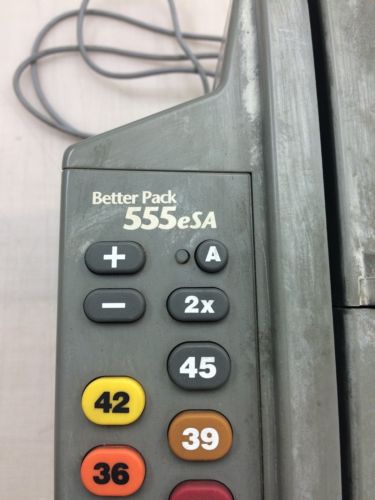 Better Pack
555eSA
+ A
- 2x
45
42
39
36